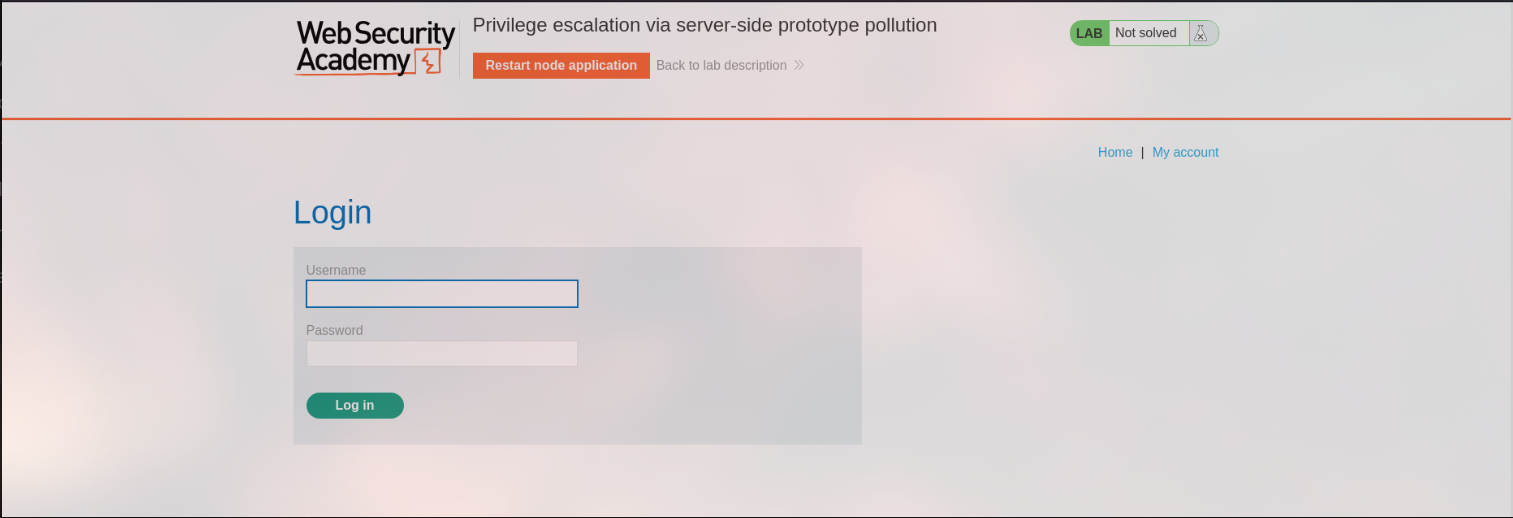 Web Security
Academy
Privilege escalation via server-side prototype pollution
Restart node application
Back to lab description
LAB
Not solved
Home | My account
Login
Username
Password
Log in